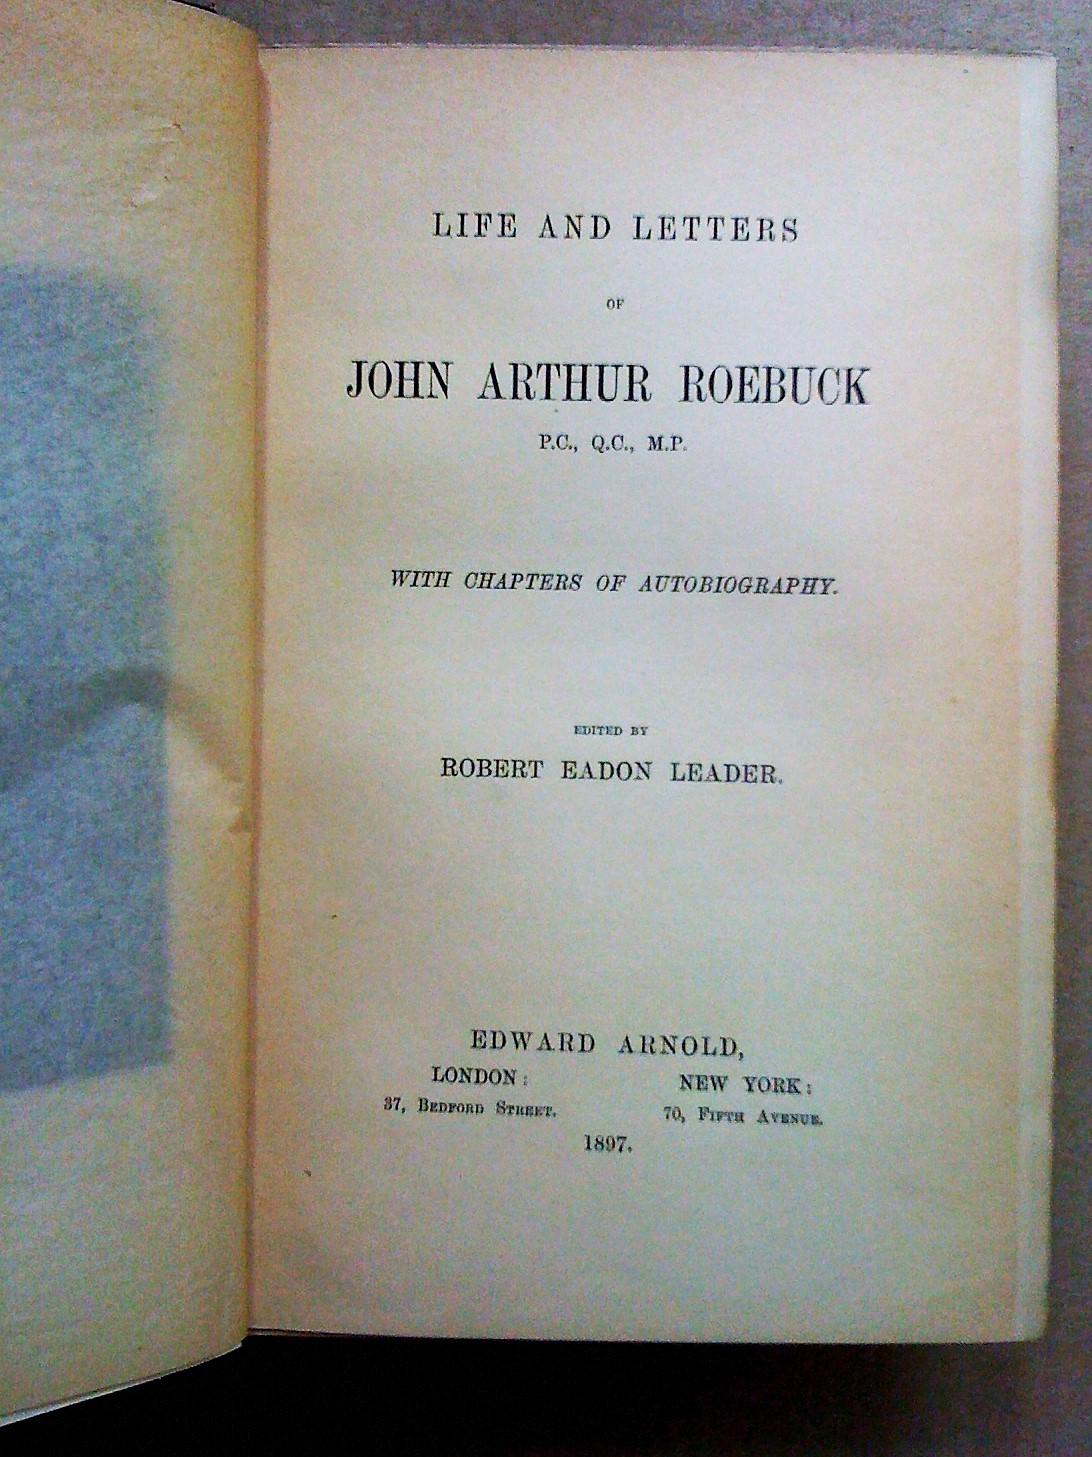 LIFE AND LETTERS
OF
JOHN ARTHUR ROEBUCK
P.C., Q.C., M.P.
WITH CHAPTERS OF AUTOBIOGRAPHY.
EDITED BY
ROBERT EADON LEADER.
EDWARD ARNOLD,
LONDON: NEW YORK:
37, BEDFORD STREET. 70, FIFTH AVENUE.
1897.